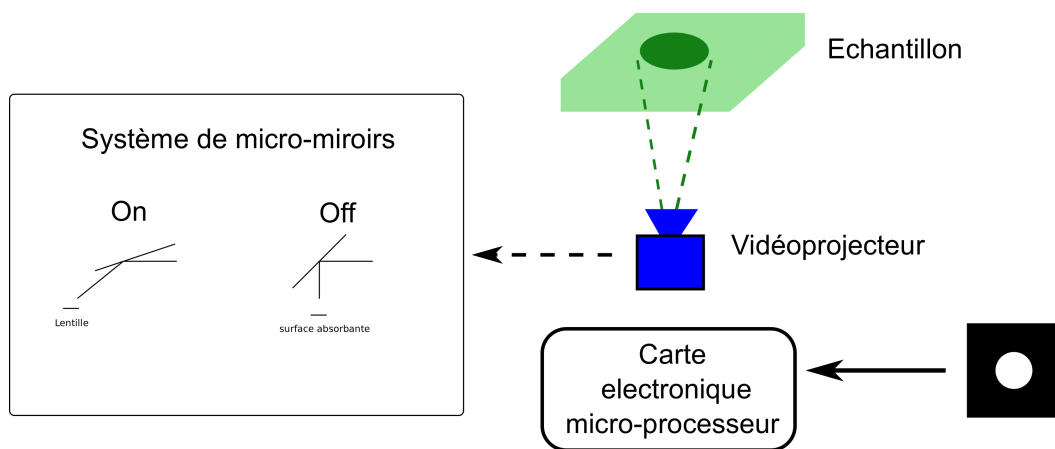 Echantillon
Système de micro-miroirs
On
Off
Lentille
surface absorbante
Vidéoprojecteur
Carte
electronique
micro-processeur